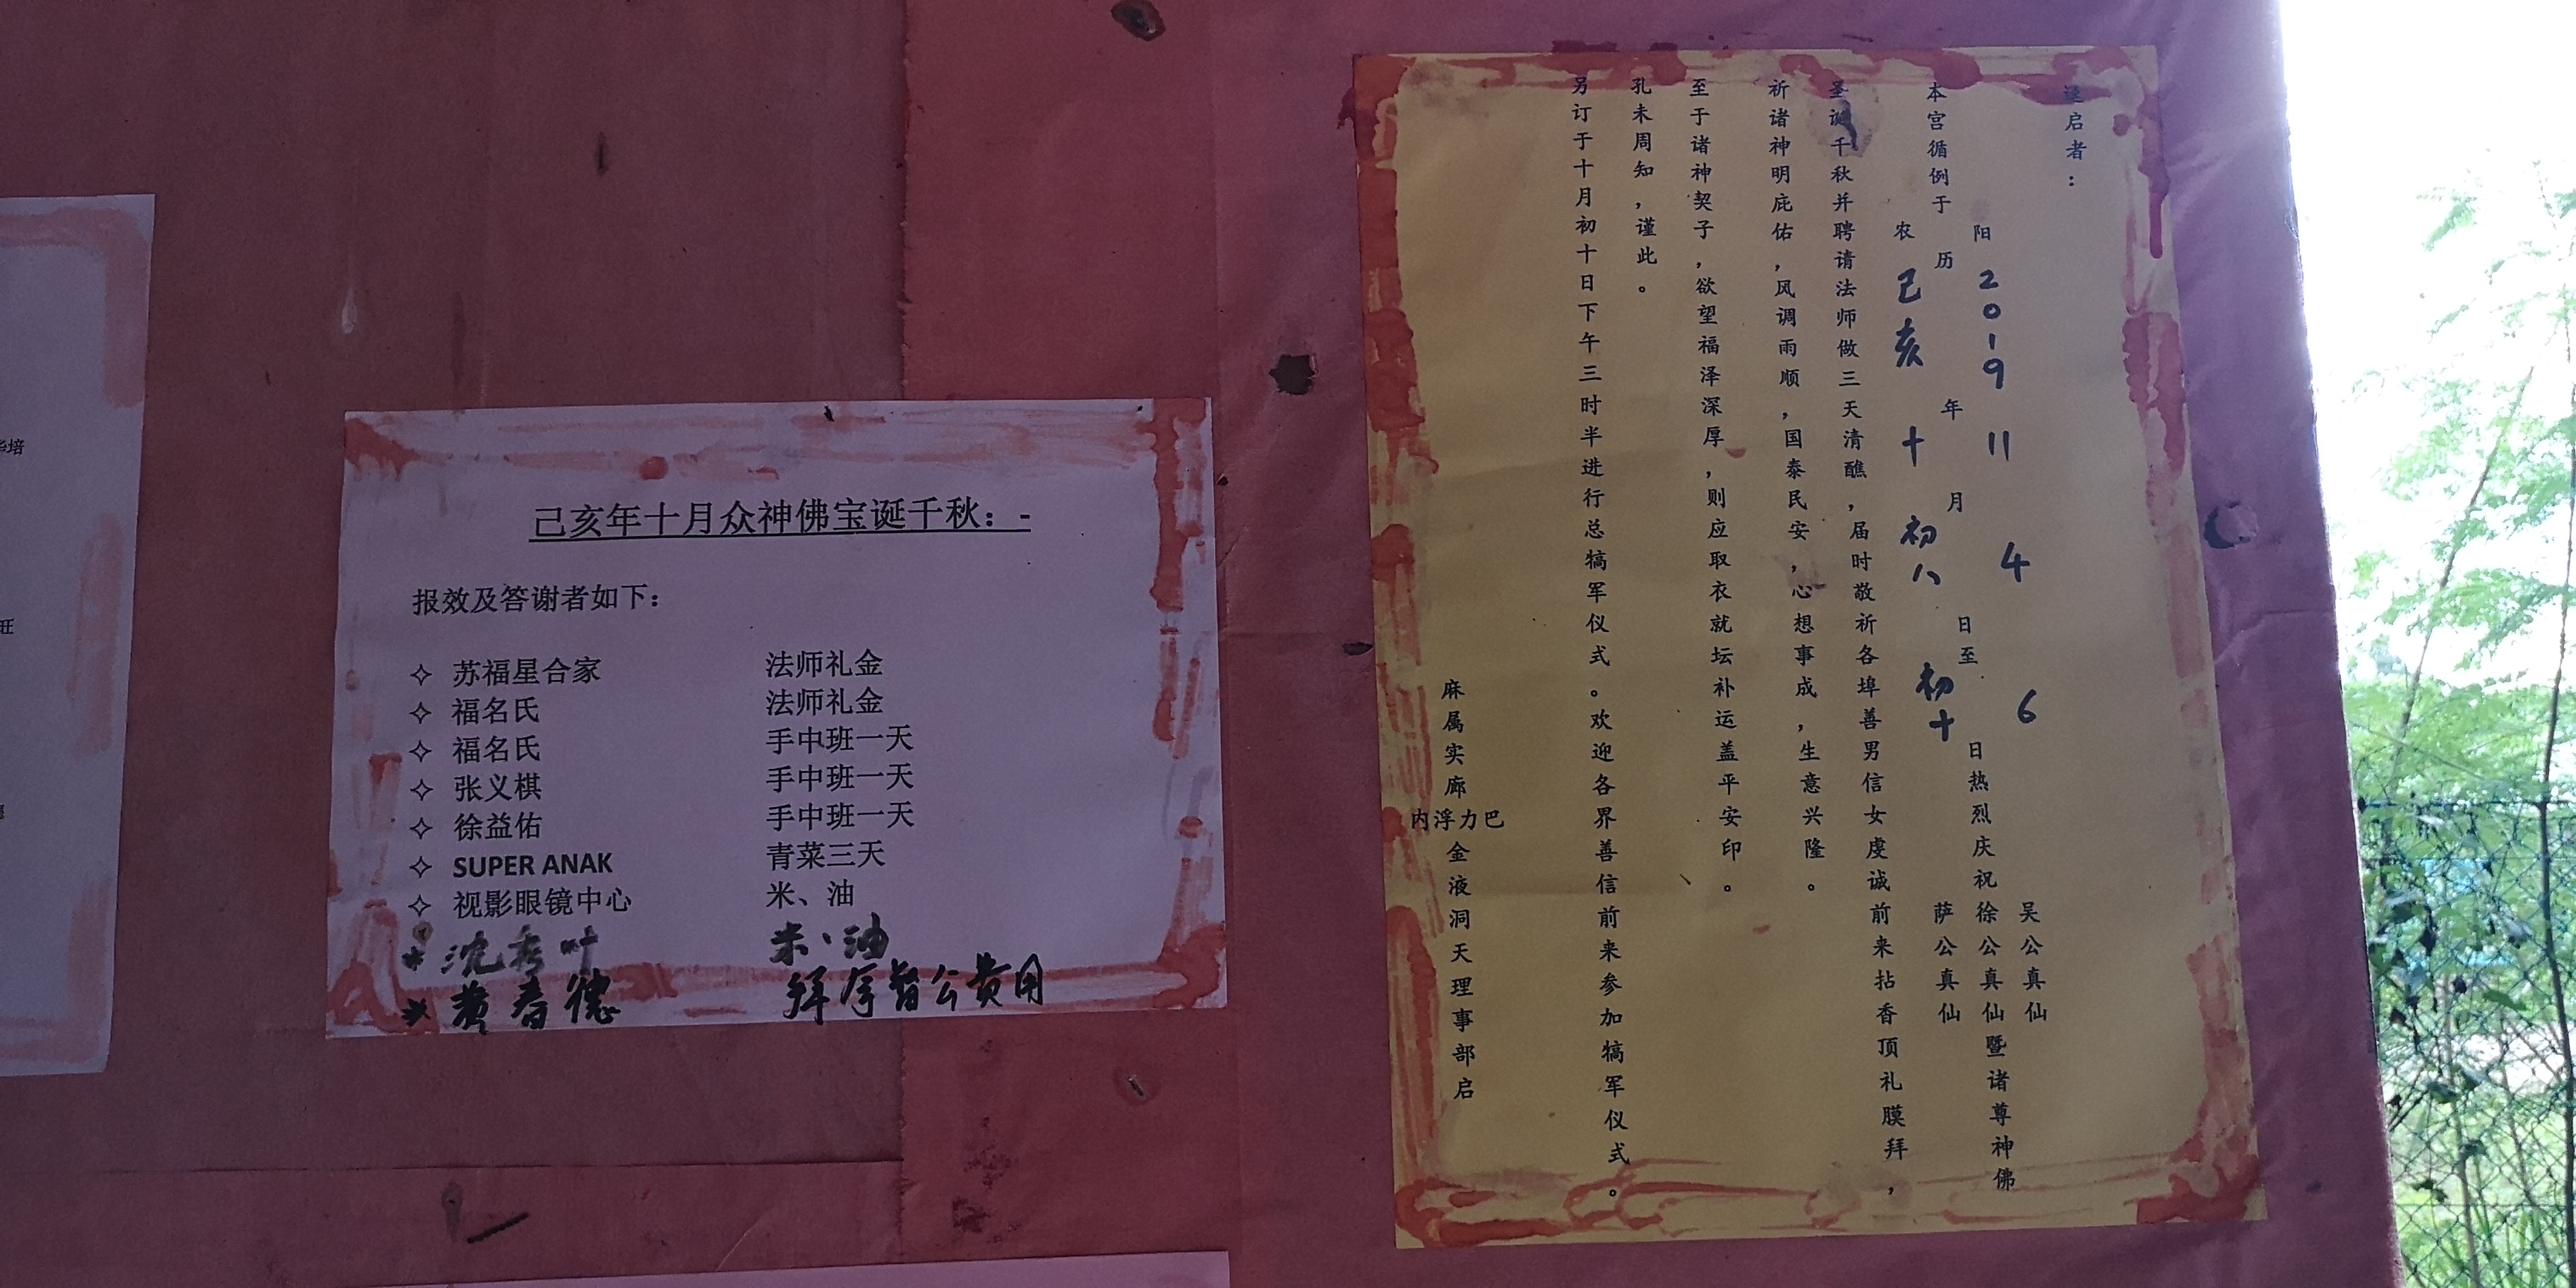 华培
旺
己亥年十月众神佛宝诞千秋：-
报效及答谢者如下：
苏福星合家 法师礼金
福名氏 法师礼金
福名氏 手中班一天
张义棋 手中班一天
徐益佑 手中班一天
SUPER ANAK 青菜三天
视影眼镜中心 米、油
沈秀叶 米、油
黄春德 拜孪智公费用
迳启者：
本宫循例于
阳历 2019 年 11 月 4 日至 6 日
农历 己亥 年 十 月 初八 日至 初十 日
热烈庆祝
吴公真仙
徐公真仙暨诸尊神佛
萨公真仙
圣诞千秋并聘请法师做三天清醮，届时敬祈各埠善男信女虔诚前来拈香顶礼膜拜，
祈诸神明庇佑，风调雨顺，国泰民安，心想事成，生意兴隆。
至于诸神契子，欲望福泽深厚，则应取衣就坛补运盖平安印。
孔未周知，谨此。
另订于十月初十日下午三时半进行总犒军仪式。欢迎各界善信前来参加犒军仪式。
麻属实廊
内浮力巴
金液洞天理事部启